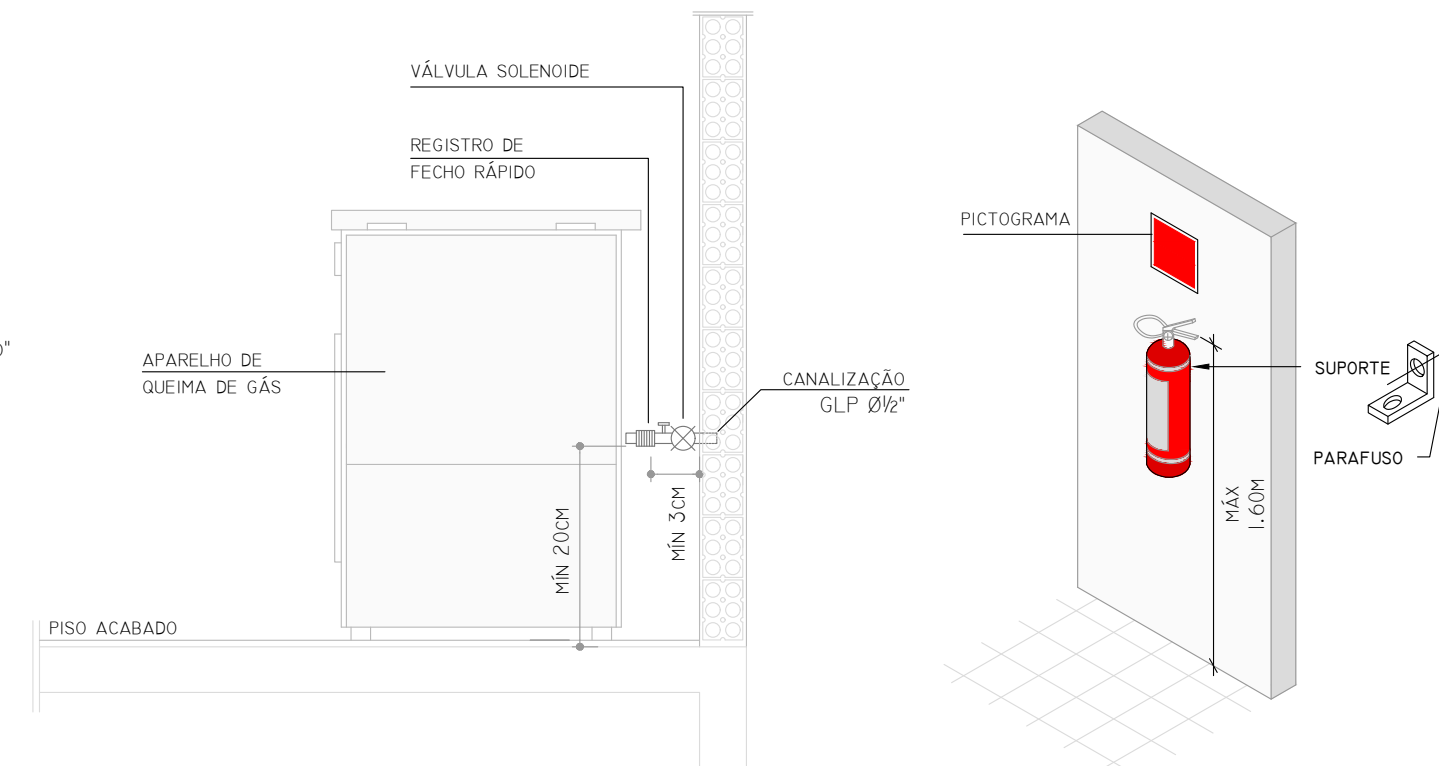 VÁLVULA SOLENOIDE
REGISTRO DE
FECHO RÁPIDO
APARELHO DE
QUEIMA DE GÁS
CANALIZAÇÃO
GLP Ø½"
MÍN 20CM
MÍN 3CM
PISO ACABADO
PICTOGRAMA
SUPORTE
PARAFUSO
MÁX
1.60M